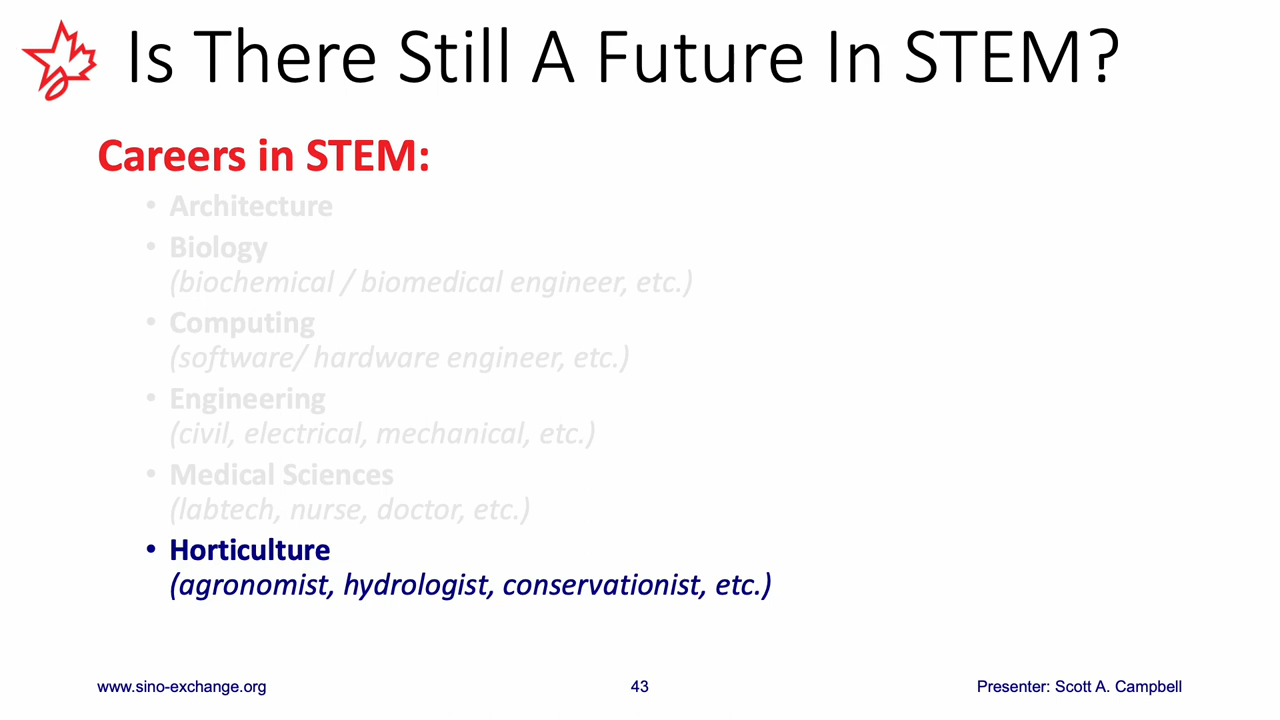 Is There Still A Future In STEM?
Careers in STEM:
• Architecture
• Biology
(biochemical / biomedical engineer, etc.)
• Computing
(software/ hardware engineer, etc.)
• Engineering
(civil, electrical, mechanical, etc.)
• Medical Sciences
(labtech, nurse, doctor, etc.)
• Horticulture
(agronomist, hydrologist, conservationist, etc.)
www.sino-exchange.org 43 Presenter: Scott A. Campbell